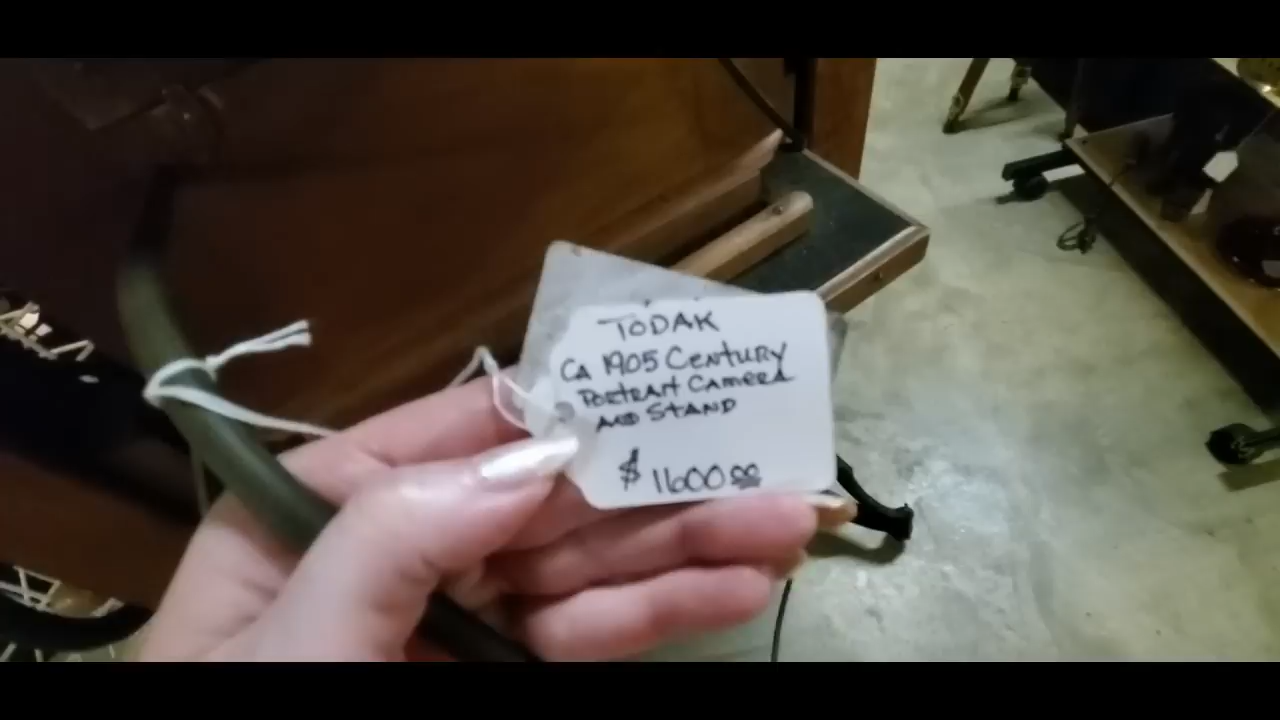 TODAK
CA 1905 CENTURY
PORTRAIT CAMERA
AND STAND
$ 1600.00